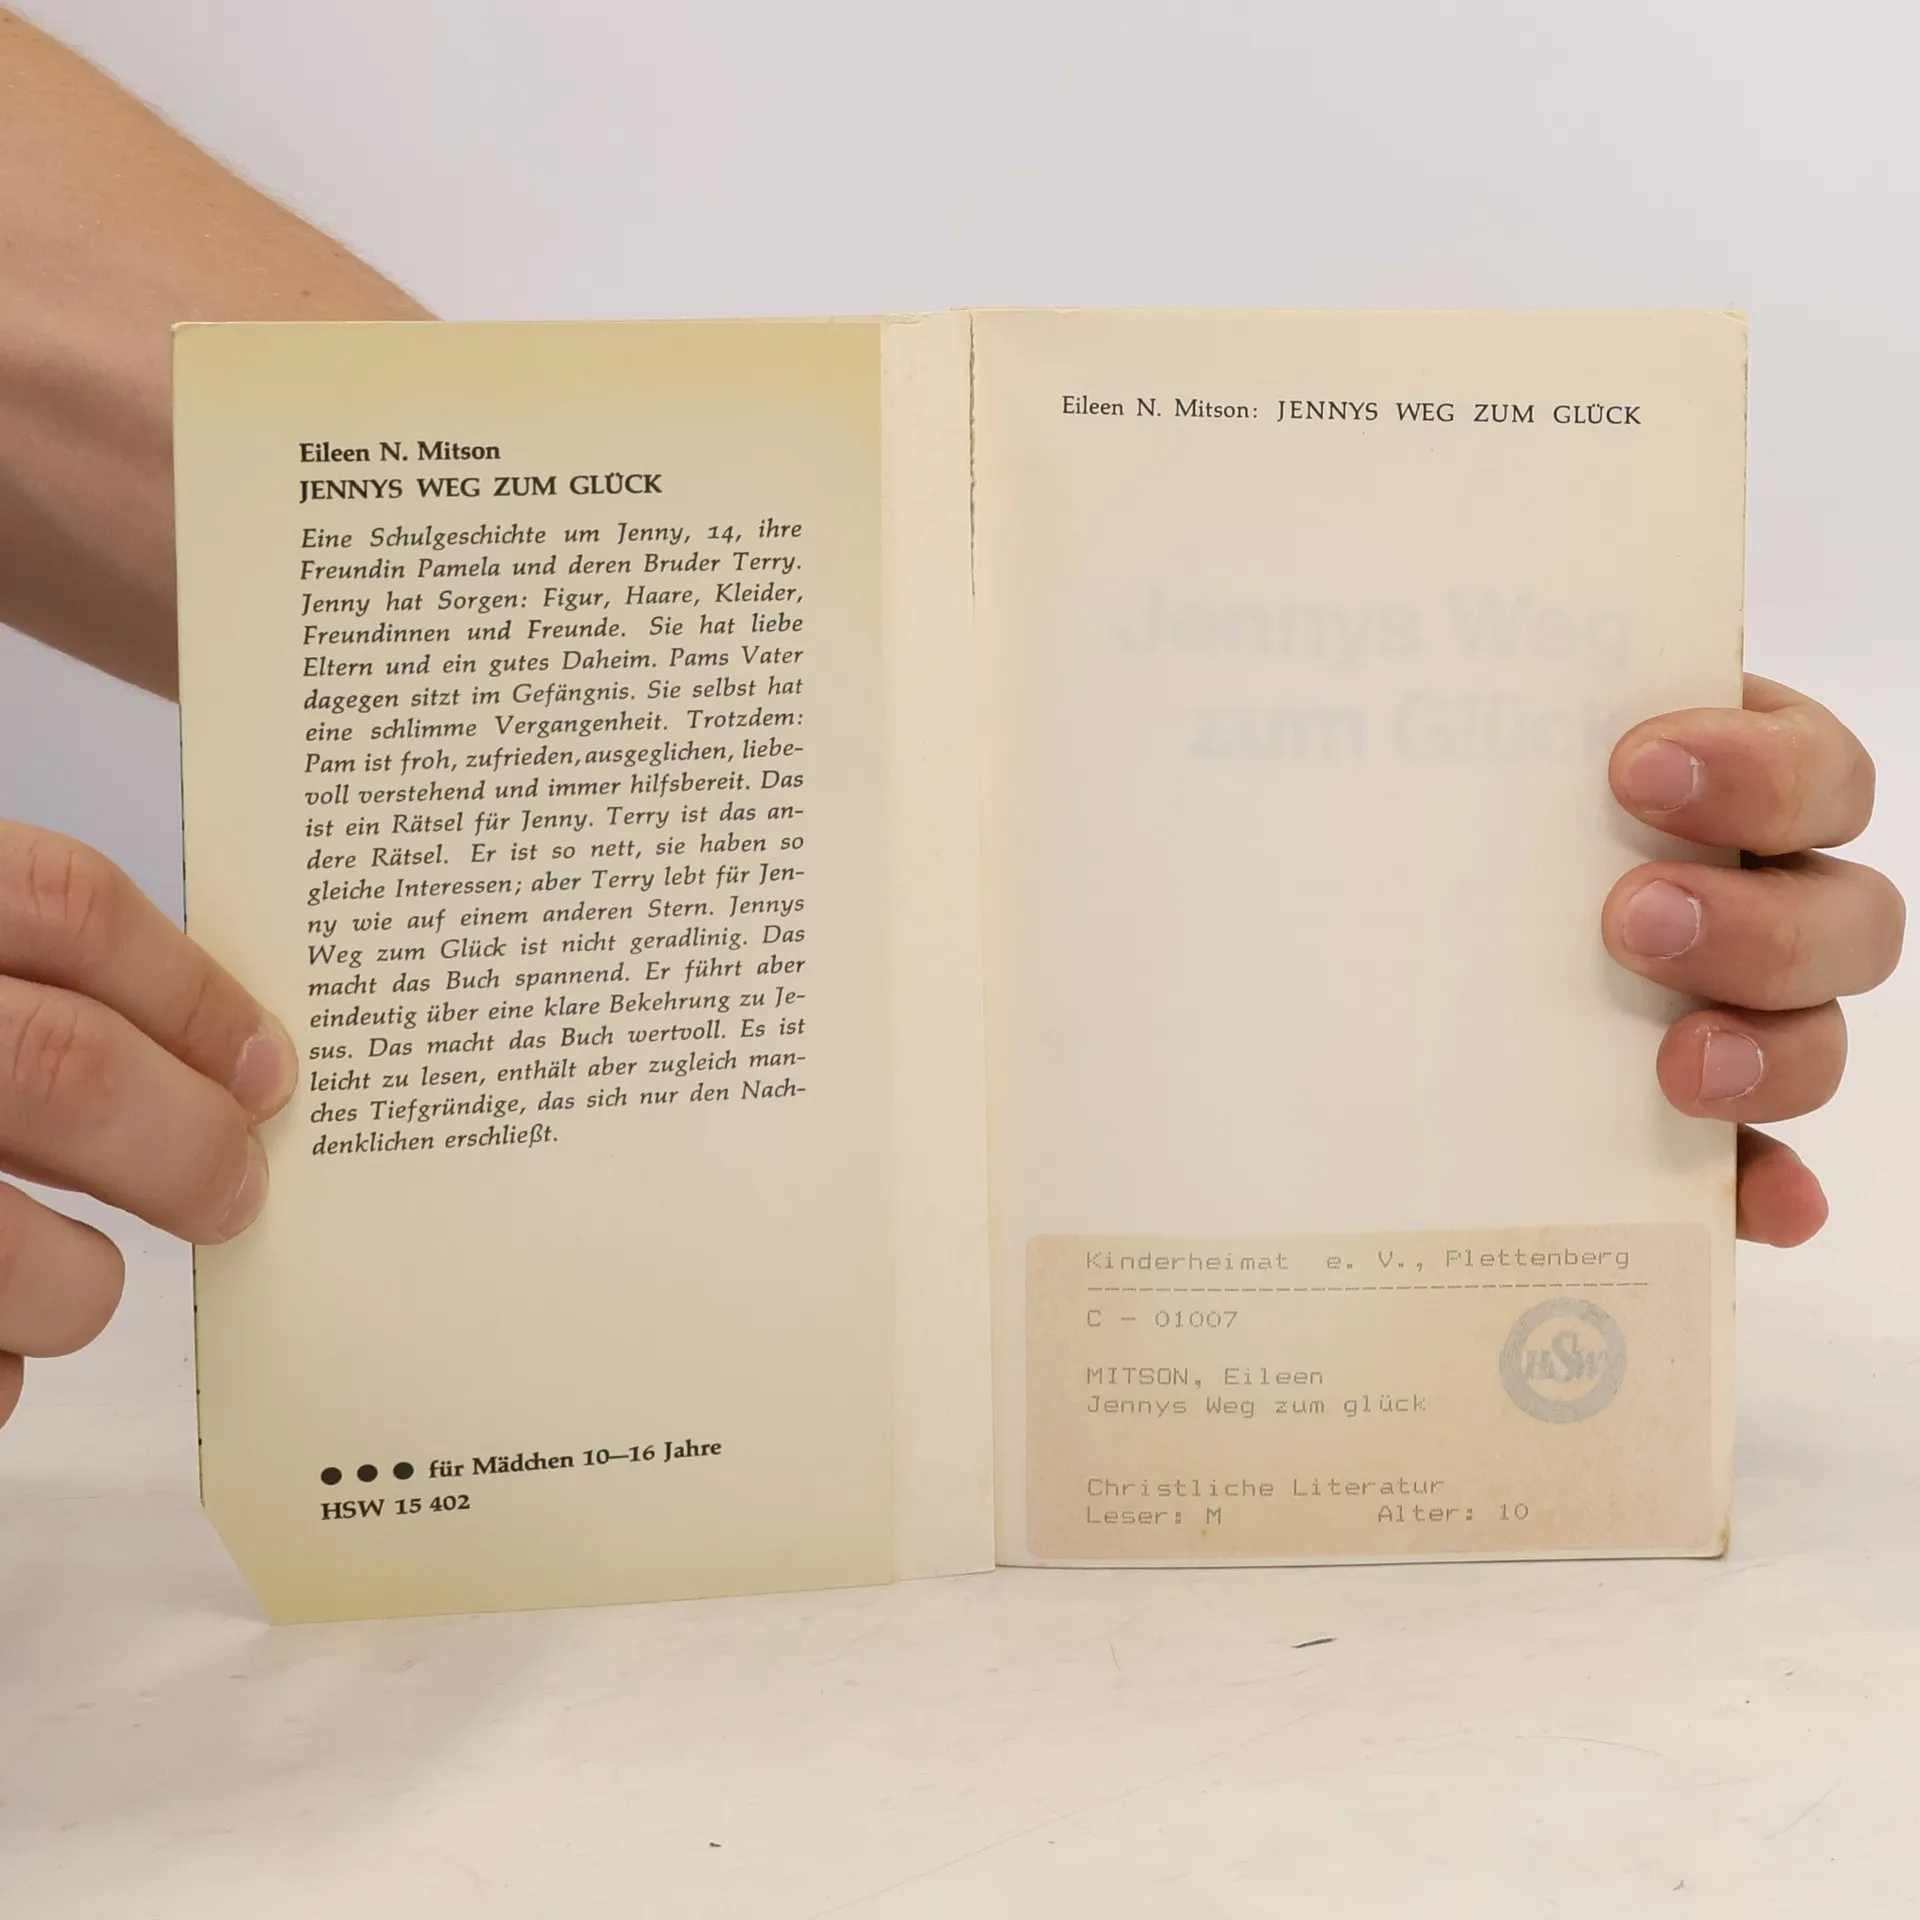 Eileen N. Mitson
JENNYS WEG ZUM GLÜCK
Eine Schulgeschichte um Jenny, 14, ihre
Freundin Pamela und deren Bruder Terry.
Jenny hat Sorgen: Figur, Haare, Kleider,
Freundinnen und Freunde. Sie hat liebe
Eltern und ein gutes Daheim. Pams Vater
dagegen sitzt im Gefängnis. Sie selbst hat
eine schlimme Vergangenheit. Trotzdem:
Pam ist froh, zufrieden, ausgeglichen, liebe-
voll verstehend und immer hilfsbereit. Das
ist ein Rätsel für Jenny. Terry ist das an-
dere Rätsel. Er ist so nett, sie haben so
gleiche Interessen; aber Terry lebt für Jen-
ny wie auf einem anderen Stern. Jennys
Weg zum Glück ist nicht geradlinig. Das
macht das Buch spannend. Er führt aber
eindeutig über eine klare Bekehrung zu Je-
sus. Das macht das Buch wertvoll. Es ist
leicht zu lesen, enthält aber zugleich man-
ches Tiefgründige, das sich nur den Nach-
denklichen erschließt.
● ● ● für Mädchen 10—16 Jahre
HSW 15 402
Eileen N. Mitson: JENNYS WEG ZUM GLÜCK
Jennys Weg
zum Glück
Kinderheimat e. V., Plettenberg
C - 01007
MITSON, Eileen
Jennys Weg zum glück
HSW
Christliche Literatur
Leser: M Alter: 10